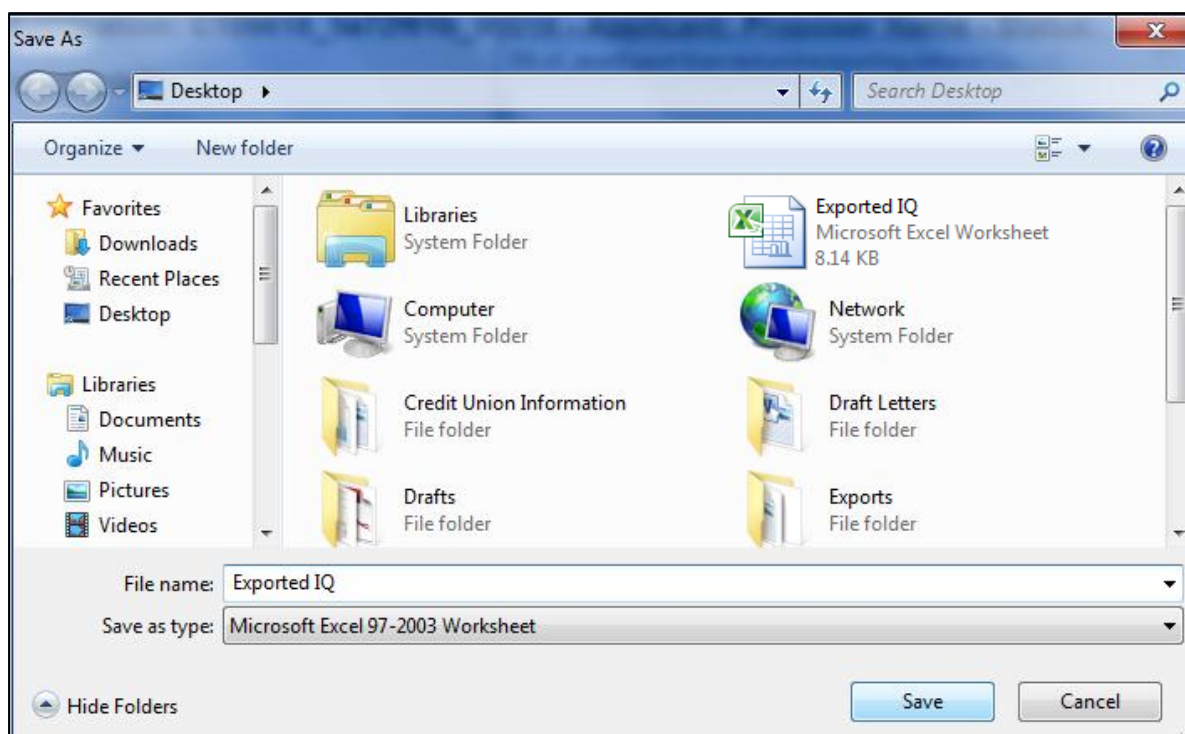 Save As
Desktop
Search Desktop
Organize
New folder
Favorites
Downloads
Recent Places
Desktop
Libraries
Documents
Music
Pictures
Videos
Libraries
System Folder
Exported IQ
Microsoft Excel Worksheet
8.14 KB
Computer
System Folder
Network
System Folder
Credit Union Information
File folder
Draft Letters
File folder
Drafts
File folder
Exports
File folder
File name: Exported IQ
Save as type: Microsoft Excel 97-2003 Worksheet
Hide Folders
Save
Cancel